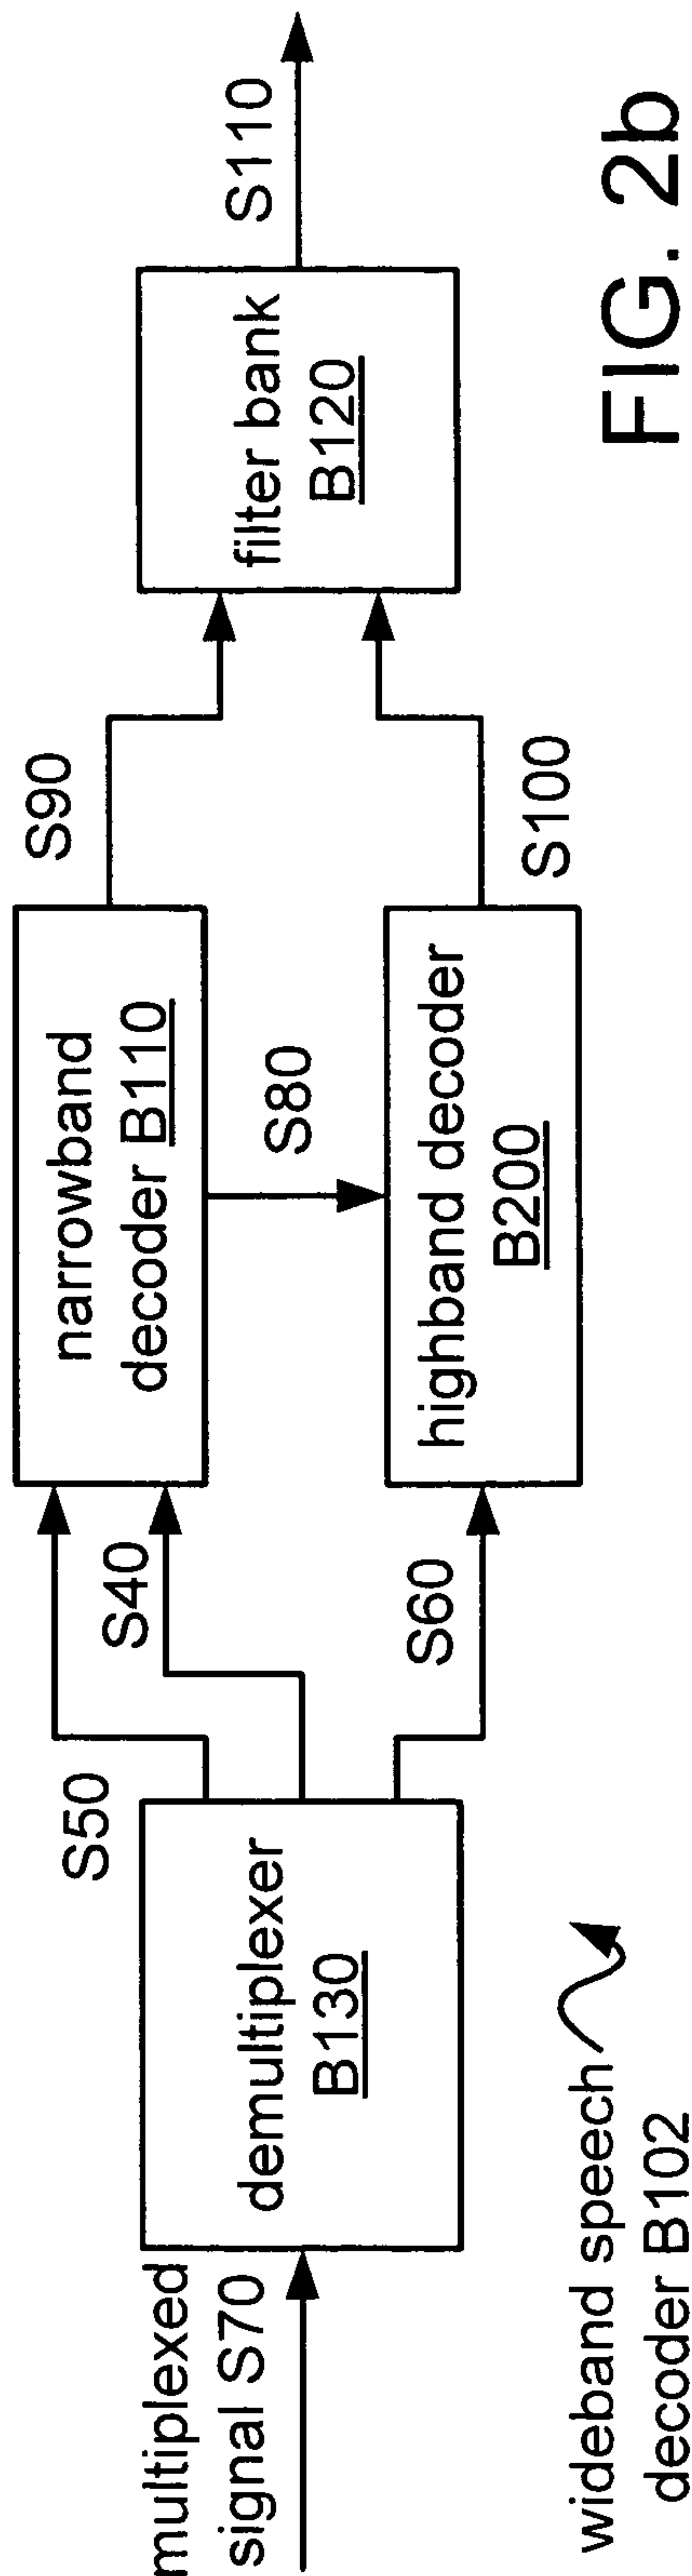 multiplexed
signal S70
demultiplexer
B130
S50
S40
S60
narrowband
decoder B110
S80
highband decoder
B200
S90
S100
filter bank
B120
S110
wideband speech
decoder B102
FIG. 2b